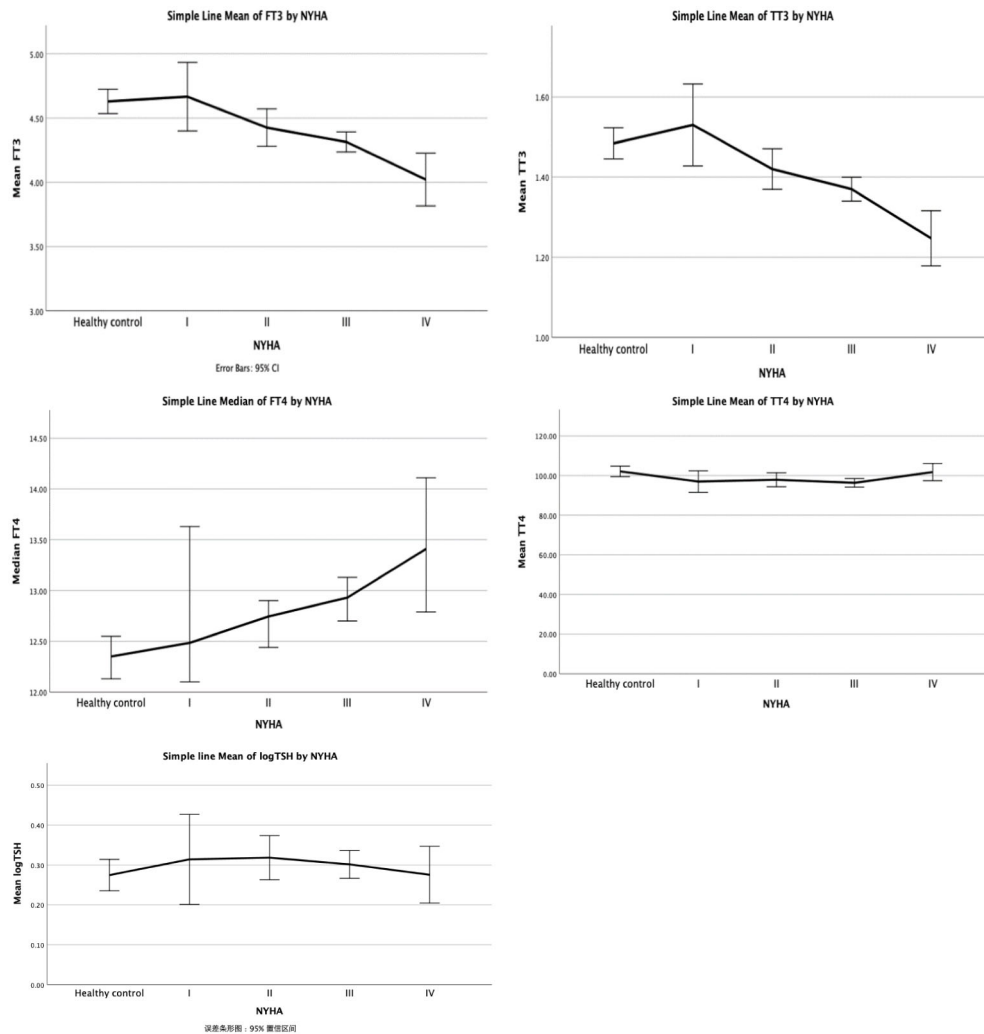 Simple Line Mean of FT3 by NYHA
Mean FT3
5.00
4.50
4.00
3.50
3.00
Healthy control I II III IV
NYHA
Error Bars: 95% CI
Simple Line Mean of TT3 by NYHA
Mean TT3
1.60
1.40
1.20
1.00
Healthy control I II III IV
NYHA
Simple Line Median of FT4 by NYHA
Median FT4
14.50
14.00
13.50
13.00
12.50
12.00
Healthy control I II III IV
NYHA
Simple Line Mean of TT4 by NYHA
Mean TT4
120.00
100.00
80.00
60.00
40.00
20.00
0.00
Healthy control I II III IV
NYHA
Simple line Mean of logTSH by NYHA
Mean logTSH
0.50
0.40
0.30
0.20
0.10
0.00
Healthy control I II III IV
NYHA
误差条形图：95% 置信区间